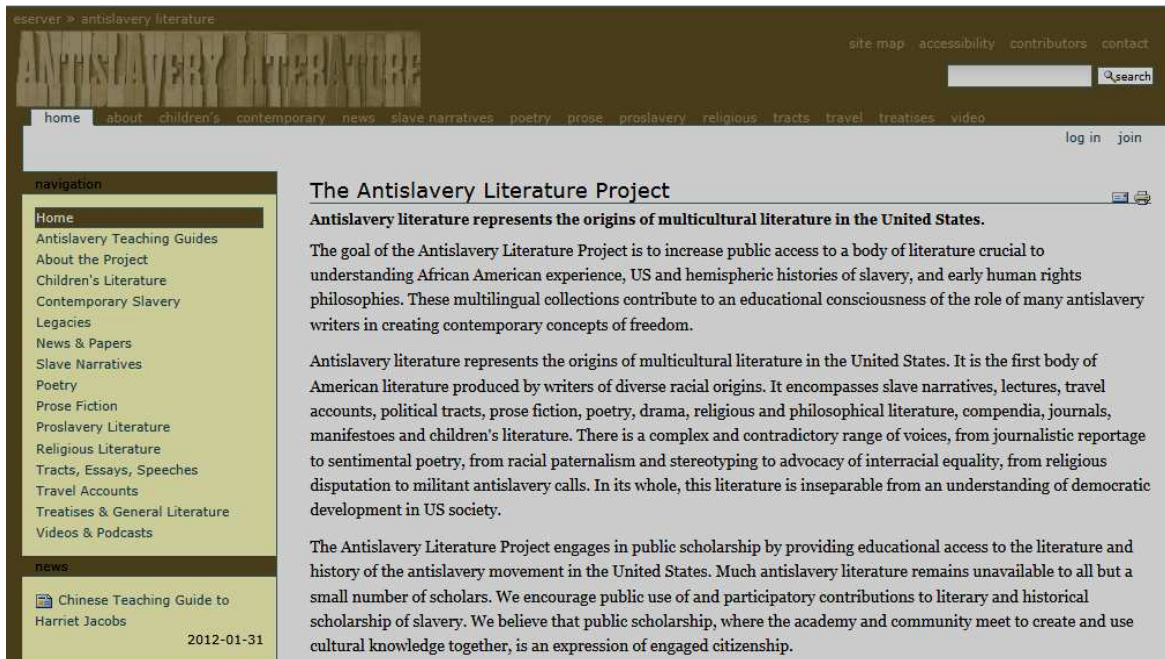 eserver > antislavery literature
ANTISLAVERY LITERATURE
site map accessibility contributors contact
search
home about children's contemporary news slave narratives poetry prose proslavery religious tracts travel treatises video
log in join
navigation
Home
Antislavery Teaching Guides
About the Project
Children's Literature
Contemporary Slavery
Legacies
News & Papers
Slave Narratives
Poetry
Prose Fiction
Proslavery Literature
Religious Literature
Tracts, Essays, Speeches
Travel Accounts
Treatises & General Literature
Videos & Podcasts
news
Chinese Teaching Guide to
Harriet Jacobs
2012-01-31
The Antislavery Literature Project
Antislavery literature represents the origins of multicultural literature in the United States.
The goal of the Antislavery Literature Project is to increase public access to a body of literature crucial to
understanding African American experience, US and hemispheric histories of slavery, and early human rights
philosophies. These multilingual collections contribute to an educational consciousness of the role of many antislavery
writers in creating contemporary concepts of freedom.
Antislavery literature represents the origins of multicultural literature in the United States. It is the first body of
American literature produced by writers of diverse racial origins. It encompasses slave narratives, lectures, travel
accounts, political tracts, prose fiction, poetry, drama, religious and philosophical literature, compendia, journals,
manifestoes and children's literature. There is a complex and contradictory range of voices, from journalistic reportage
to sentimental poetry, from racial paternalism and stereotyping to advocacy of interracial equality, from religious
disputation to militant antislavery calls. In its whole, this literature is inseparable from an understanding of democratic
development in US society.
The Antislavery Literature Project engages in public scholarship by providing educational access to the literature and
history of the antislavery movement in the United States. Much antislavery literature remains unavailable to all but a
small number of scholars. We encourage public use of and participatory contributions to literary and historical
scholarship of slavery. We believe that public scholarship, where the academy and community meet to create and use
cultural knowledge together, is an expression of engaged citizenship.